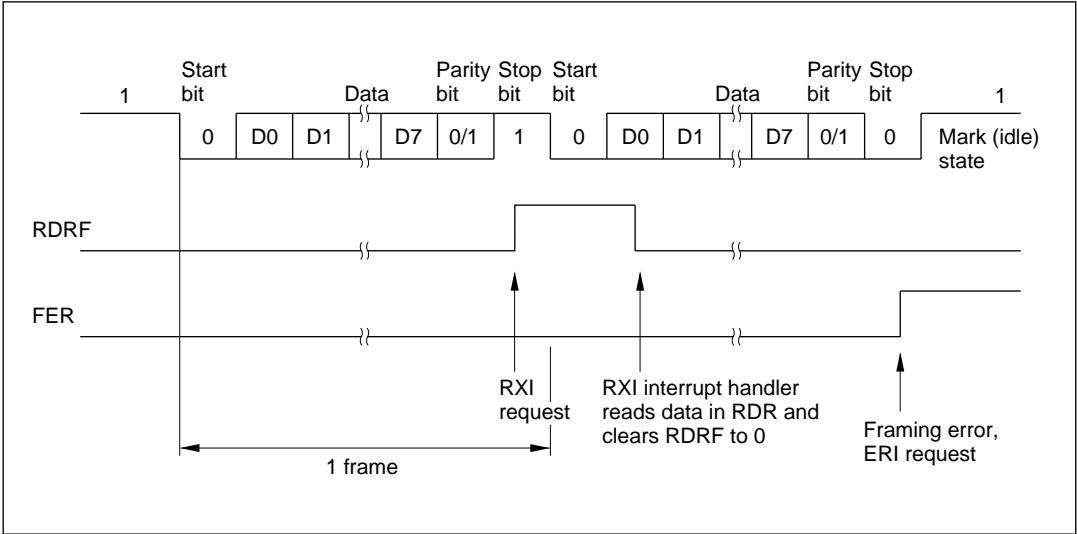 Start Parity Stop Start Parity Stop
1 bit Data bit bit bit Data bit bit 1
0 D0 D1 D7 0/1 1 0 D0 D1 D7 0/1 0 Mark (idle)
state
RDRF
FER
RXI
request
RXI interrupt handler
reads data in RDR and
clears RDRF to 0
Framing error,
ERI request
1 frame